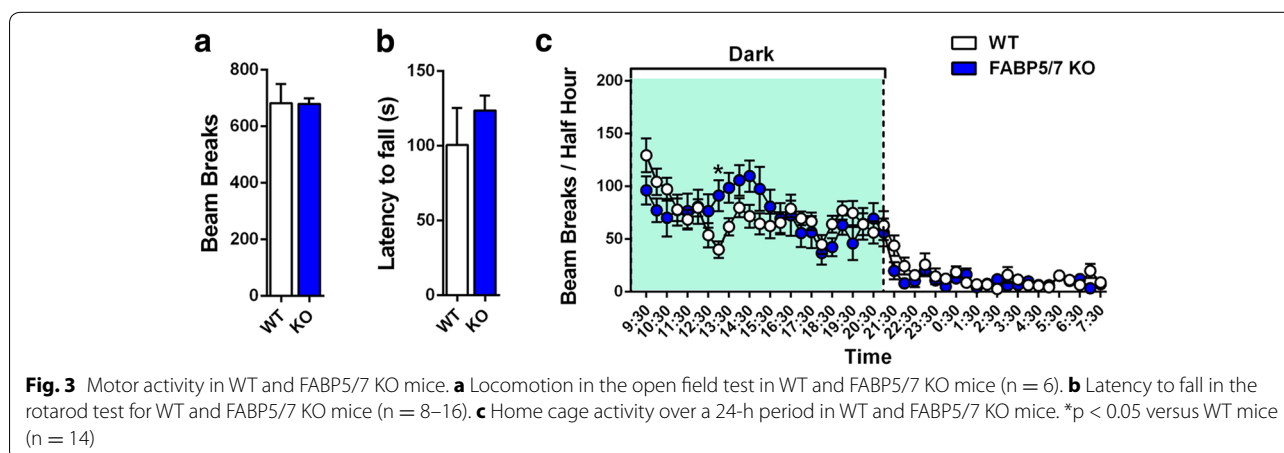 a
b
c
WT
FABP5/7 KO
Dark
Beam Breaks
800
600
400
200
0
WT
KO
Latency to fall (s)
150
100
50
0
WT
KO
Beam Breaks / Half Hour
200
150
100
50
0
*
9:30
10:30
11:30
12:30
13:30
14:30
15:30
16:30
17:30
18:30
19:30
20:30
21:30
22:30
23:30
0:30
1:30
2:30
3:30
4:30
5:30
6:30
7:30
Time
Fig. 3 Motor activity in WT and FABP5/7 KO mice. a Locomotion in the open field test in WT and FABP5/7 KO mice (n = 6). b Latency to fall in the
rotarod test for WT and FABP5/7 KO mice (n = 8–16). c Home cage activity over a 24-h period in WT and FABP5/7 KO mice. *p < 0.05 versus WT mice
(n = 14)